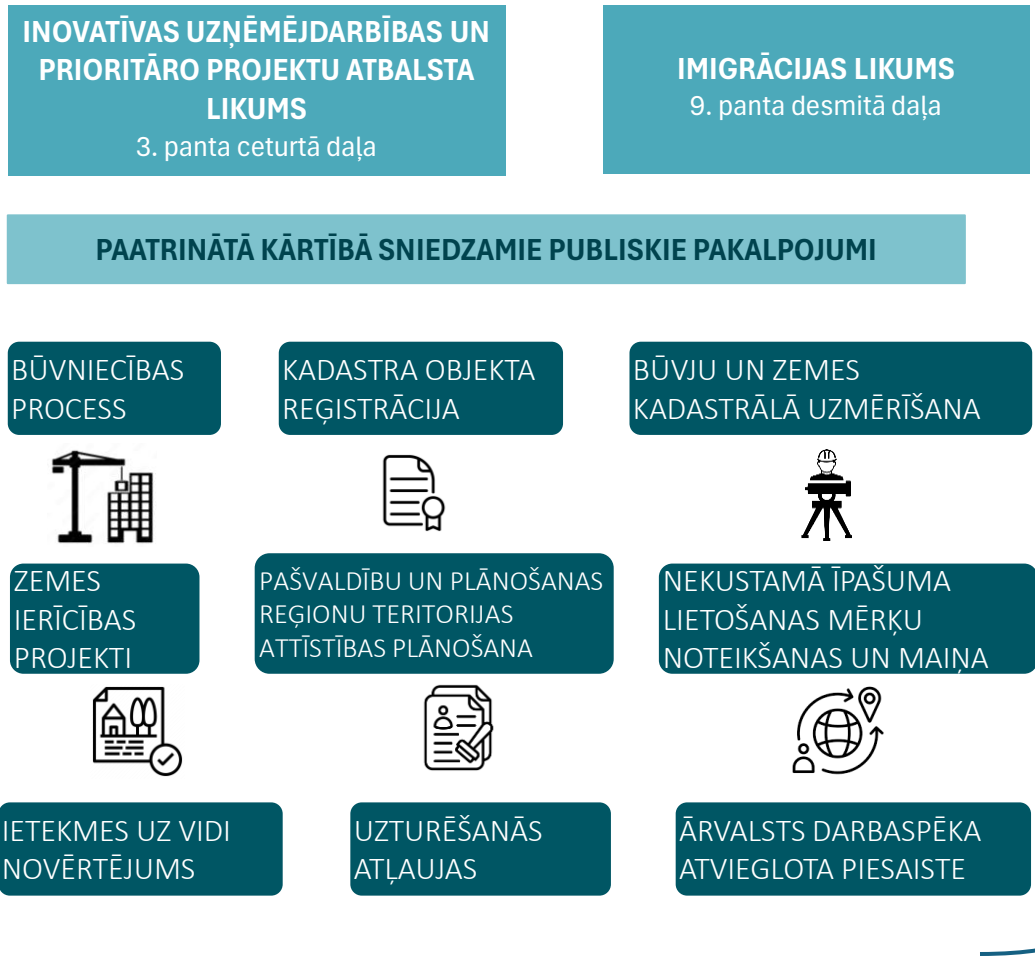 INOVATĪVAS UZŅĒMĒJDARBĪBAS UN
PRIORITĀRO PROJEKTU ATBALSTA
LIKUMS
3. panta ceturtā daļa
IMIGRĀCIJAS LIKUMS
9. panta desmitā daļa
PAATRINĀTĀ KĀRTĪBĀ SNIEDZAMIE PUBLISKIE PAKALPOJUMI
BŪVNIECĪBAS
PROCESS
KADASTRA OBJEKTA
REĢISTRĀCIJA
BŪVJU UN ZEMES
KADASTRĀLĀ UZMĒRĪŠANA
ZEMES
IERĪCĪBAS
PROJEKTI
PAŠVALDĪBU UN PLĀNOŠANAS
REĢIONU TERITORIJAS
ATTĪSTĪBAS PLĀNOŠANA
NEKUSTAMĀ ĪPAŠUMA
LIETOŠANAS MĒRĶU
NOTEIKŠANAS UN MAIŅA
IETEKMES UZ VIDI
NOVĒRTĒJUMS
UZTURĒŠANĀS
ATĻAUJAS
ĀRVALSTS DARBASPĒKA
ATVIEGLOTA PIESAISTE